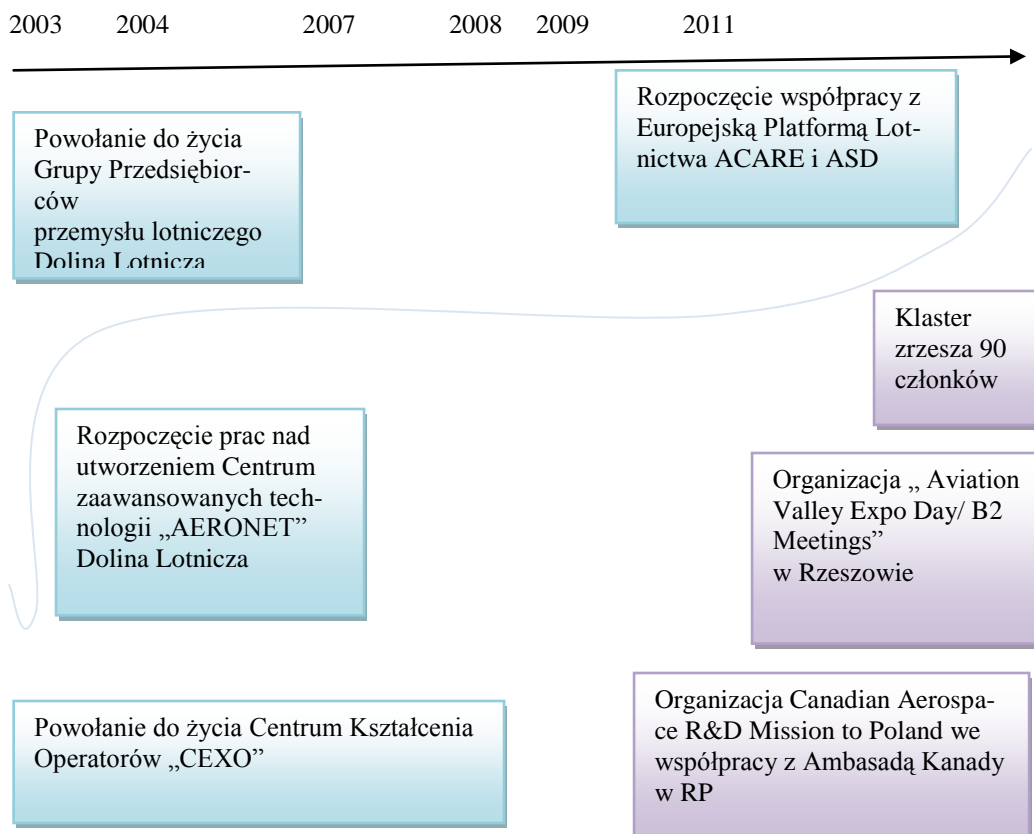 2003 2004 2007 2008 2009 2011
Powołanie do życia
Grupy Przedsiębior-
ców
przemysłu lotniczego
Dolina Lotnicza
Rozpoczęcie współpracy z
Europejską Platformą Lot-
nictwa ACARE i ASD
Klaster
zrzesza 90
członków
Rozpoczęcie prac nad
utworzeniem Centrum
zaawansowanych tech-
nologii „AERONET”
Dolina Lotnicza
Organizacja „ Aviation
Valley Expo Day/ B2
Meetings”
w Rzeszowie
Powołanie do życia Centrum Kształcenia
Operatorów „CEXO”
Organizacja Canadian Aerospa-
ce R&D Mission to Poland we
współpracy z Ambasadą Kanady
w RP